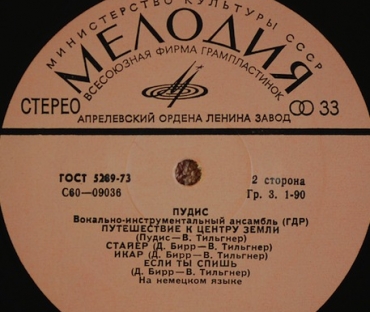 МИНИСТЕРСТВО КУЛЬТУРЫ СССР
МЕЛОДИЯ
ВСЕСОЮЗНАЯ ФИРМА ГРАМПЛАСТИНОК
СТЕРЕО
33
АПРЕЛЕВСКИЙ ОРДЕНА ЛЕНИНА ЗАВОД
ГОСТ 5289-73
2 сторона
С60—09036
Гр. 3. 1-90
ПУДИС
Вокально-инструментальный ансамбль (ГДР)
ПУТЕШЕСТВИЕ К ЦЕНТРУ ЗЕМЛИ
(Пудис—В. Тильгнер)
СТАЙЕР (Д. Бирр—В. Тильгнер)
ИКАР (Д. Бирр—В. Тильгнер)
ЕСЛИ ТЫ СПИШЬ
(Д. Бирр—В. Тильгнер)
На немецком языке